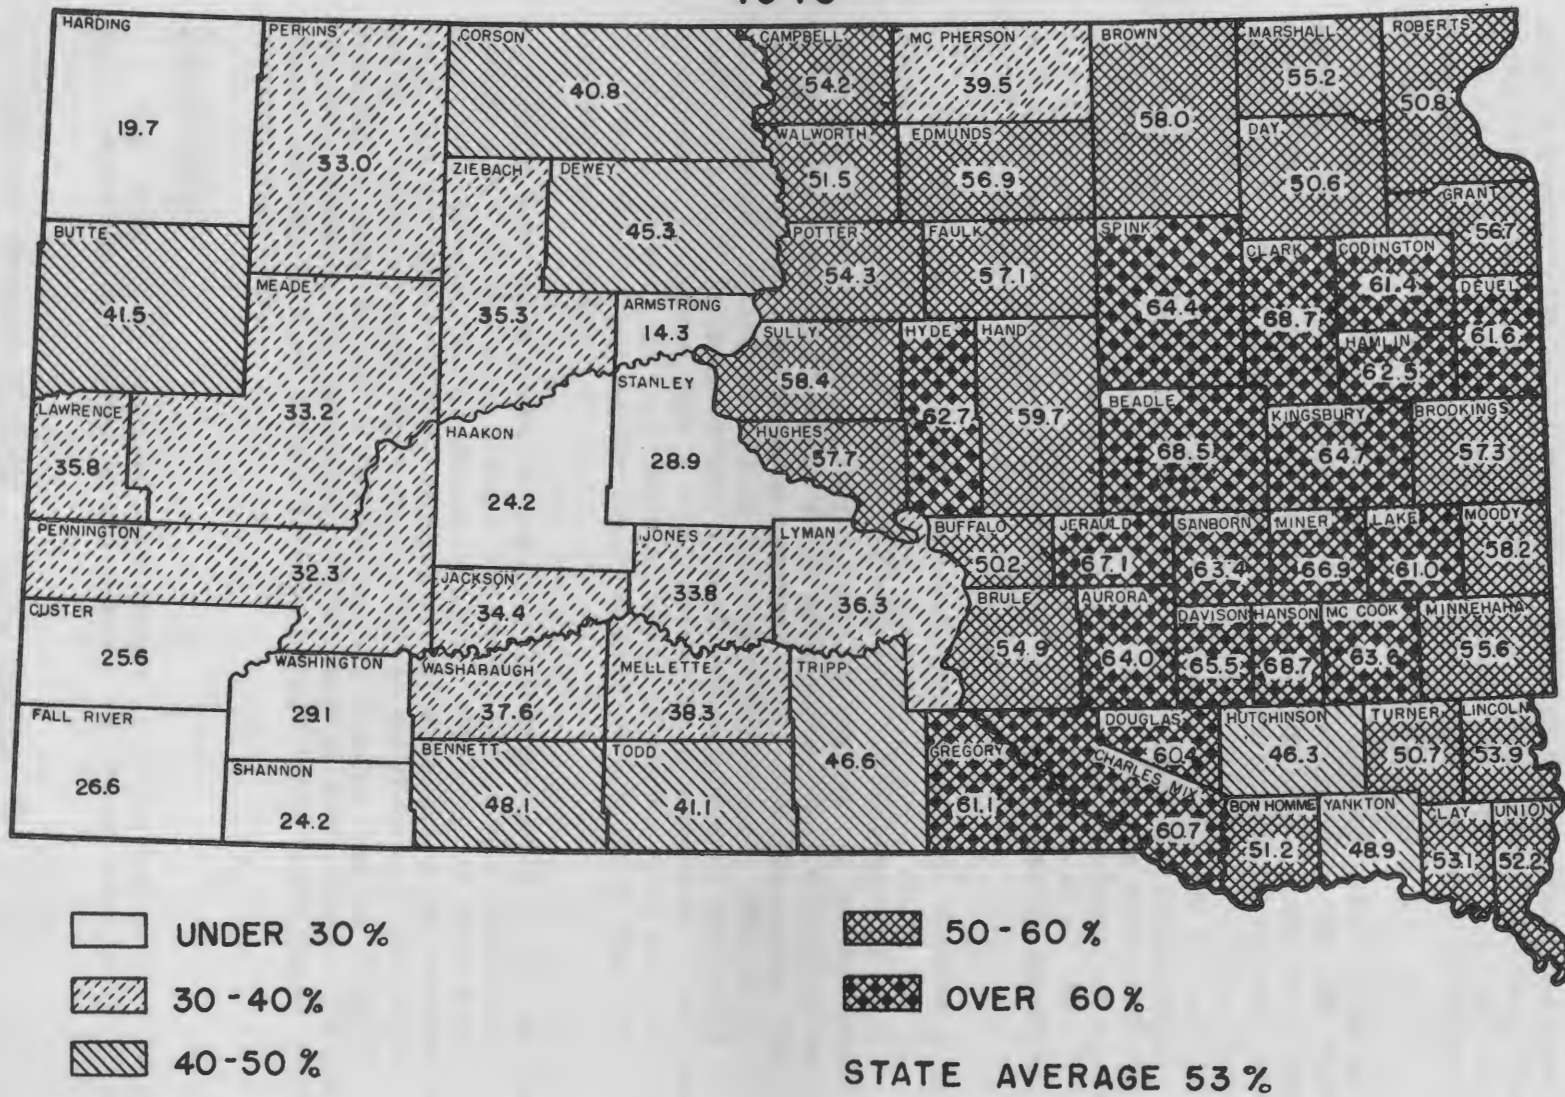 HARDING
19.7
PERKINS
33.0
CORSON
40.8
CAMPBELL
54.2
MC PHERSON
39.5
BROWN
58.0
MARSHALL
55.2
ROBERTS
50.8
ZIEBACH
35.3
DEWEY
45.3
WALWORTH
51.5
EDMUNDS
56.9
DAY
50.6
GRANT
56.7
BUTTE
41.5
MEADE
33.2
ARMSTRONG
14.3
POTTER
54.3
FAULK
57.1
SPINK
64.4
CLARK
68.7
CODINGTON
61.4
DEUEL
61.6
HAMLIN
62.5
SULLY
58.4
HYDE
62.7
HAND
59.7
LAWRENCE
35.8
HAAKON
24.2
STANLEY
28.9
HUGHES
57.7
BEADLE
68.5
KINGSBURY
64.7
BROOKINGS
57.3
PENNINGTON
32.3
JACKSON
34.4
JONES
33.8
LYMAN
36.3
BUFFALO
50.2
JERAULD
67.1
SANBORN
63.4
MINER
66.9
LAKE
61.0
MOODY
58.2
CUSTER
25.6
WASHINGTON
29.1
WASHABAUGH
37.6
MELLETTE
38.3
TRIPP
46.6
BRULE
54.9
AURORA
64.0
DAVISON
65.5
HANSON
68.7
MC COOK
63.6
MINNEHAHA
55.6
FALL RIVER
26.6
SHANNON
24.2
BENNETT
48.1
TODD
41.1
GREGORY
61.1
CHARLES MIX
60.7
DOUGLAS
60.4
HUTCHINSON
46.3
TURNER
50.7
LINCOLN
53.9
BON HOMME
51.2
YANKTON
48.9
CLAY
53.1
UNION
52.2
UNDER 30%
30-40%
40-50%
50-60%
OVER 60%
STATE AVERAGE 53%